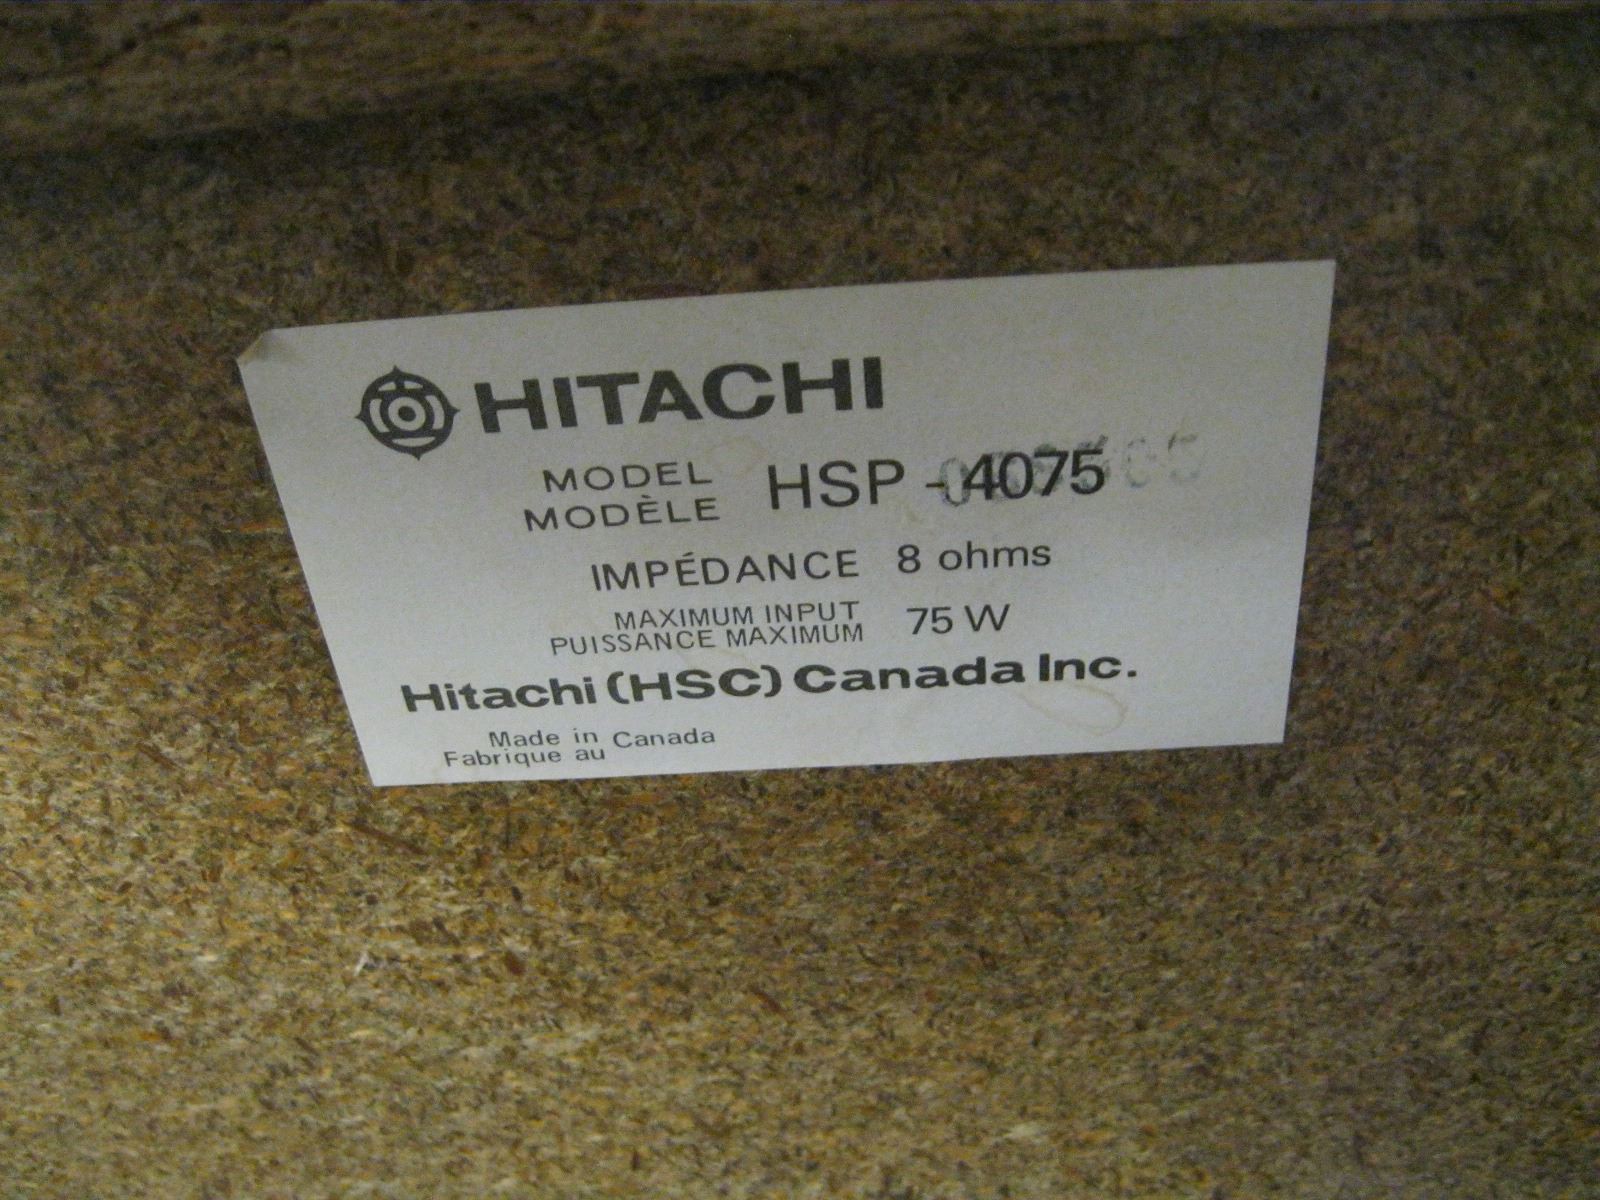 HITACHI
MODEL
MODÈLE HSP - 4075
IMPÉDANCE 8 ohms
MAXIMUM INPUT
PUISSANCE MAXIMUM 75 W
Hitachi (HSC) Canada Inc.
Made in Canada
Fabrique au